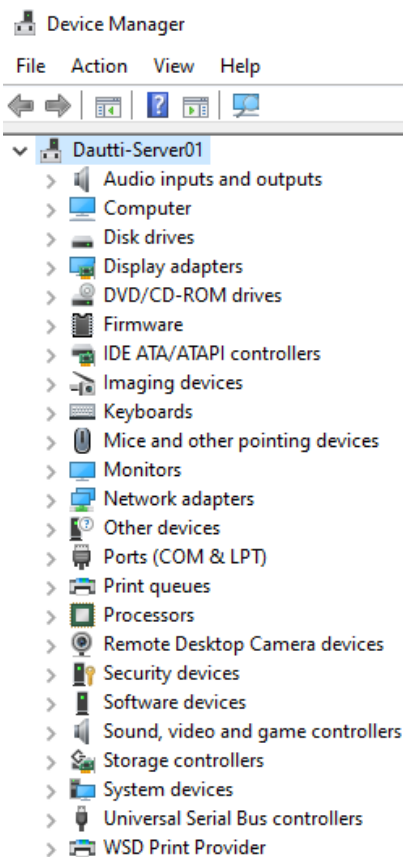 Device Manager
File Action View Help
Dautti-Server01
Audio inputs and outputs
Computer
Disk drives
Display adapters
DVD/CD-ROM drives
Firmware
IDE ATA/ATAPI controllers
Imaging devices
Keyboards
Mice and other pointing devices
Monitors
Network adapters
Other devices
Ports (COM & LPT)
Print queues
Processors
Remote Desktop Camera devices
Security devices
Software devices
Sound, video and game controllers
Storage controllers
System devices
Universal Serial Bus controllers
WSD Print Provider